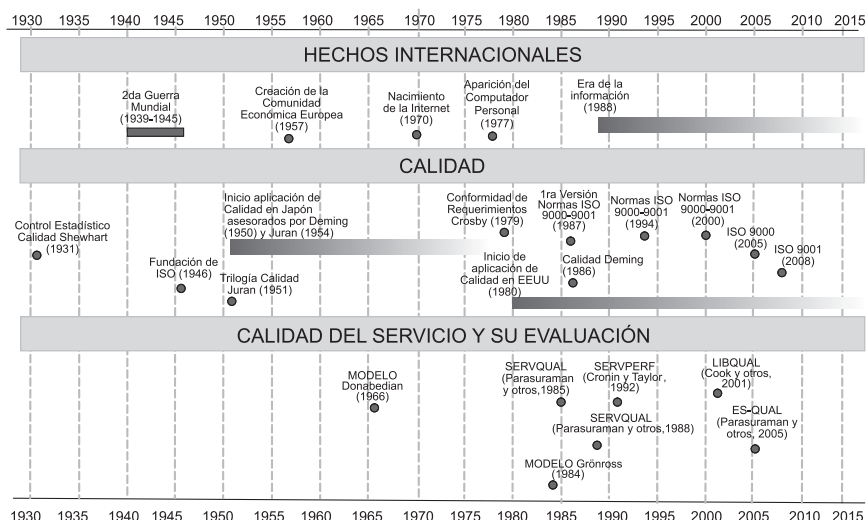 1930 1935 1940 1945 1950 1955 1960 1965 1970 1975 1980 1985 1990 1995 2000 2005 2010 2015
HECHOS INTERNACIONALES
2da Guerra
Mundial
(1939-1945)
Creación de la
Comunidad
Económica Europea
(1957)
Nacimiento
de la Internet
(1970)
Aparición del
Computador
Personal
(1977)
Era de la
información
(1988)
CALIDAD
Control Estadístico
Calidad Shewhart
(1931)
Fundación de
ISO (1946)
Inicio aplicación de
Calidad en Japón
asesorados por Deming
(1950) y Juran (1954)
Trilogía Calidad
Juran (1951)
Conformidad de
Requerimientos
Crosby (1979)
Inicio de
aplicación de
Calidad en EEUU
(1980)
1ra Versión
Normas ISO
9000-9001
(1987)
Calidad Deming
(1986)
Normas ISO
9000-9001
(1994)
Normas ISO
9000-9001
(2000)
ISO 9000
(2005)
ISO 9001
(2008)
CALIDAD DEL SERVICIO Y SU EVALUACIÓN
MODELO
Donabedian
(1966)
SERVQUAL
(Parasuraman
y otros,1985)
SERVPERF
(Cronin y Taylor,
1992)
SERVQUAL
(Parasuraman y otros,1988)
MODELO Grönross
(1984)
LIBQUAL
(Cook y otros,
2001)
ES-QUAL
(Parasuraman y
otros, 2005)
1930 1935 1940 1945 1950 1955 1960 1965 1970 1975 1980 1985 1990 1995 2000 2005 2010 2015